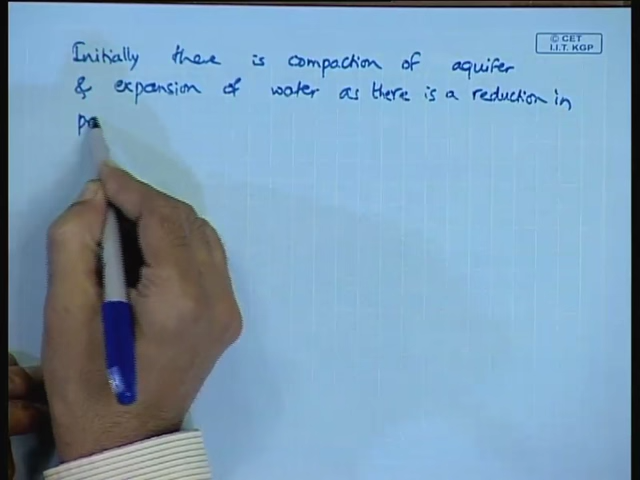 © CET
I.I.T. KGP
Initially there is compaction of aquifer
& expansion of water as there is a reduction in